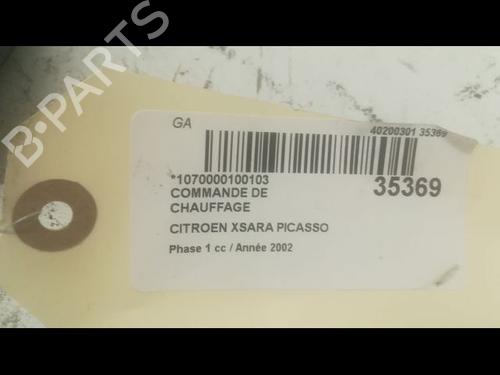 B-PARTS
GA
40200301 35369
*1070000100103
35369
COMMANDE DE
CHAUFFAGE
CITROEN XSARA PICASSO
Phase 1 cc / Année 2002